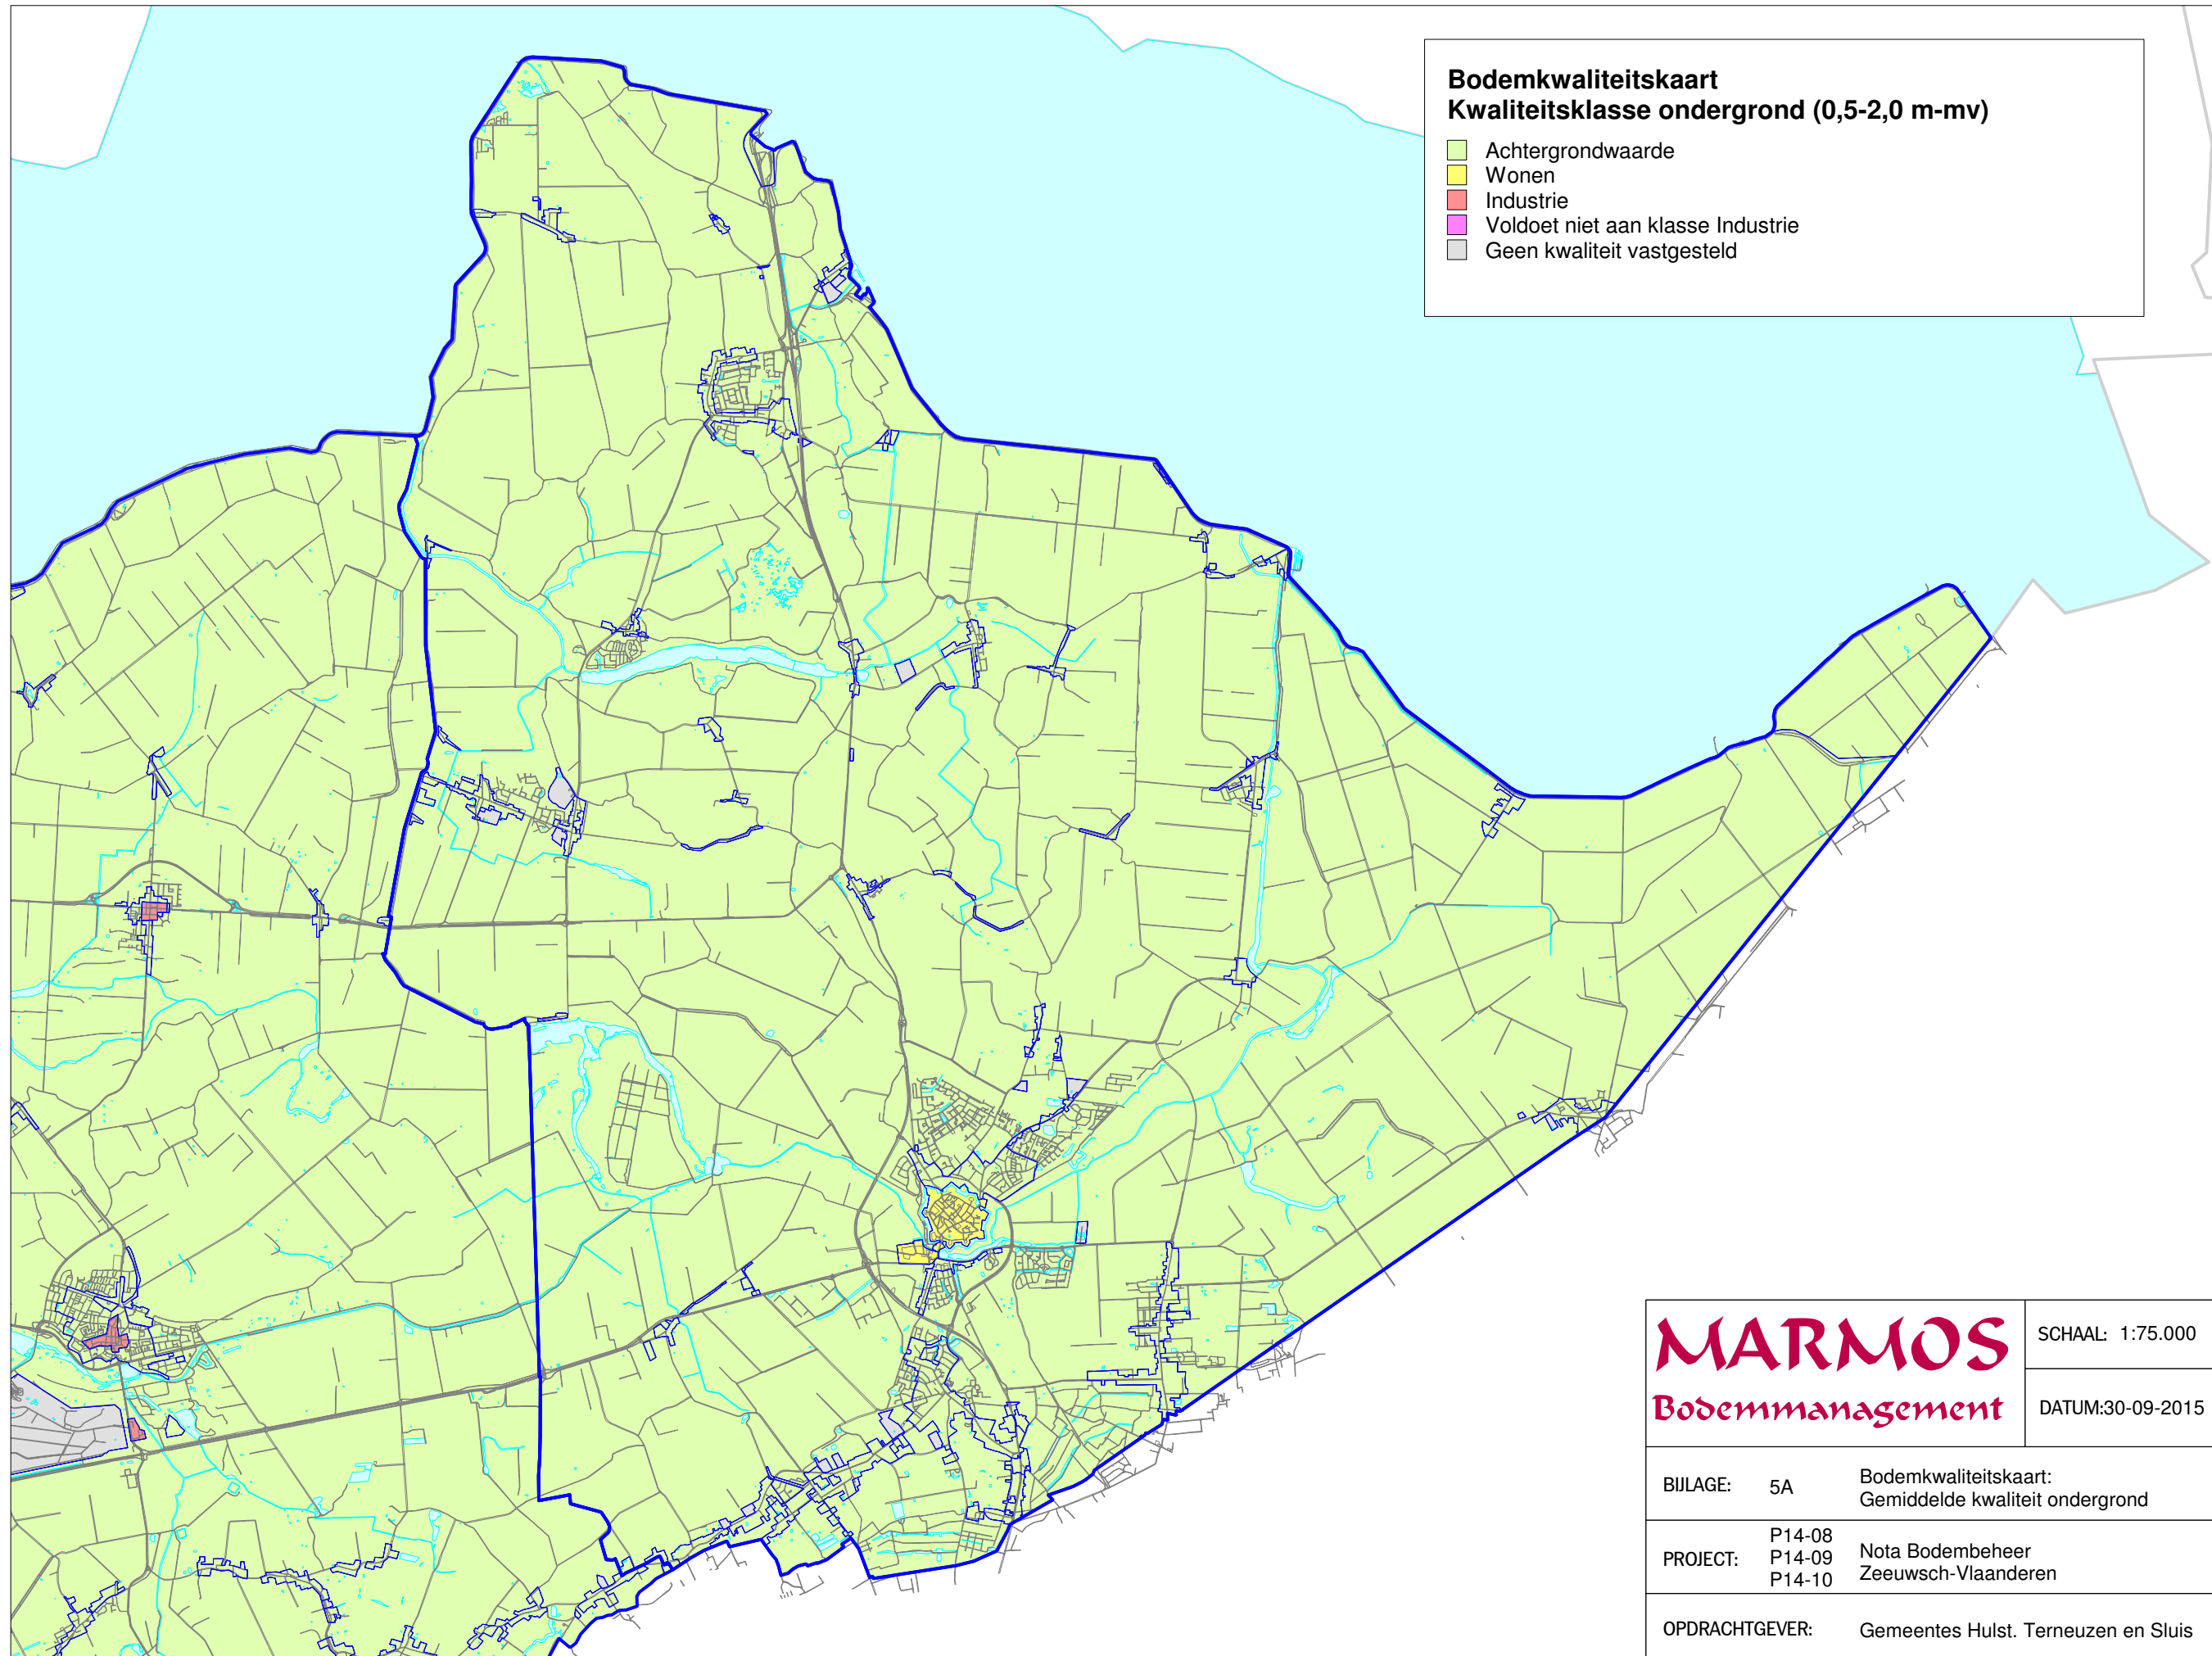 Bodemkwaliteitskaart
Kwaliteitsklasse ondergrond (0,5-2,0 m-mv)
Achtergrondwaarde
Wonen
Industrie
Voldoet niet aan klasse Industrie
Geen kwaliteit vastgesteld
MARMOS
Bodemmanagement
SCHAAL: 1:75.000
DATUM:30-09-2015
BIJLAGE: 5A
Bodemkwaliteitskaart:
Gemiddelde kwaliteit ondergrond
PROJECT:
P14-08
P14-09
P14-10
Nota Bodembeheer
Zeeuwsch-Vlaanderen
OPDRACHTGEVER: Gemeentes Hulst. Terneuzen en Sluis